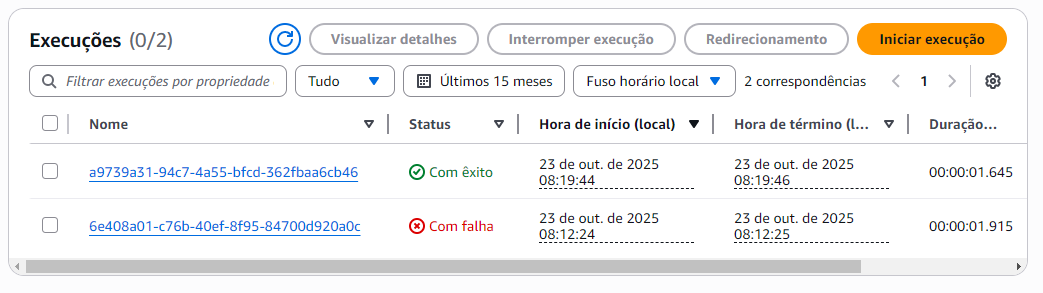 Execuções (0/2)
Visualizar detalhes
Interromper execução
Redirecionamento
Iniciar execução
Filtrar execuções por propriedade
Tudo
Últimos 15 meses
Fuso horário local
2 correspondências
1
Nome
Status
Hora de início (local)
Hora de término (l...
Duração...
a9739a31-94c7-4a55-bfcd-362fbaa6cb46
Com êxito
23 de out. de 2025
08:19:44
23 de out. de 2025
08:19:46
00:00:01.645
6e408a01-c76b-40ef-8f95-84700d920a0c
Com falha
23 de out. de 2025
08:12:24
23 de out. de 2025
08:12:25
00:00:01.915